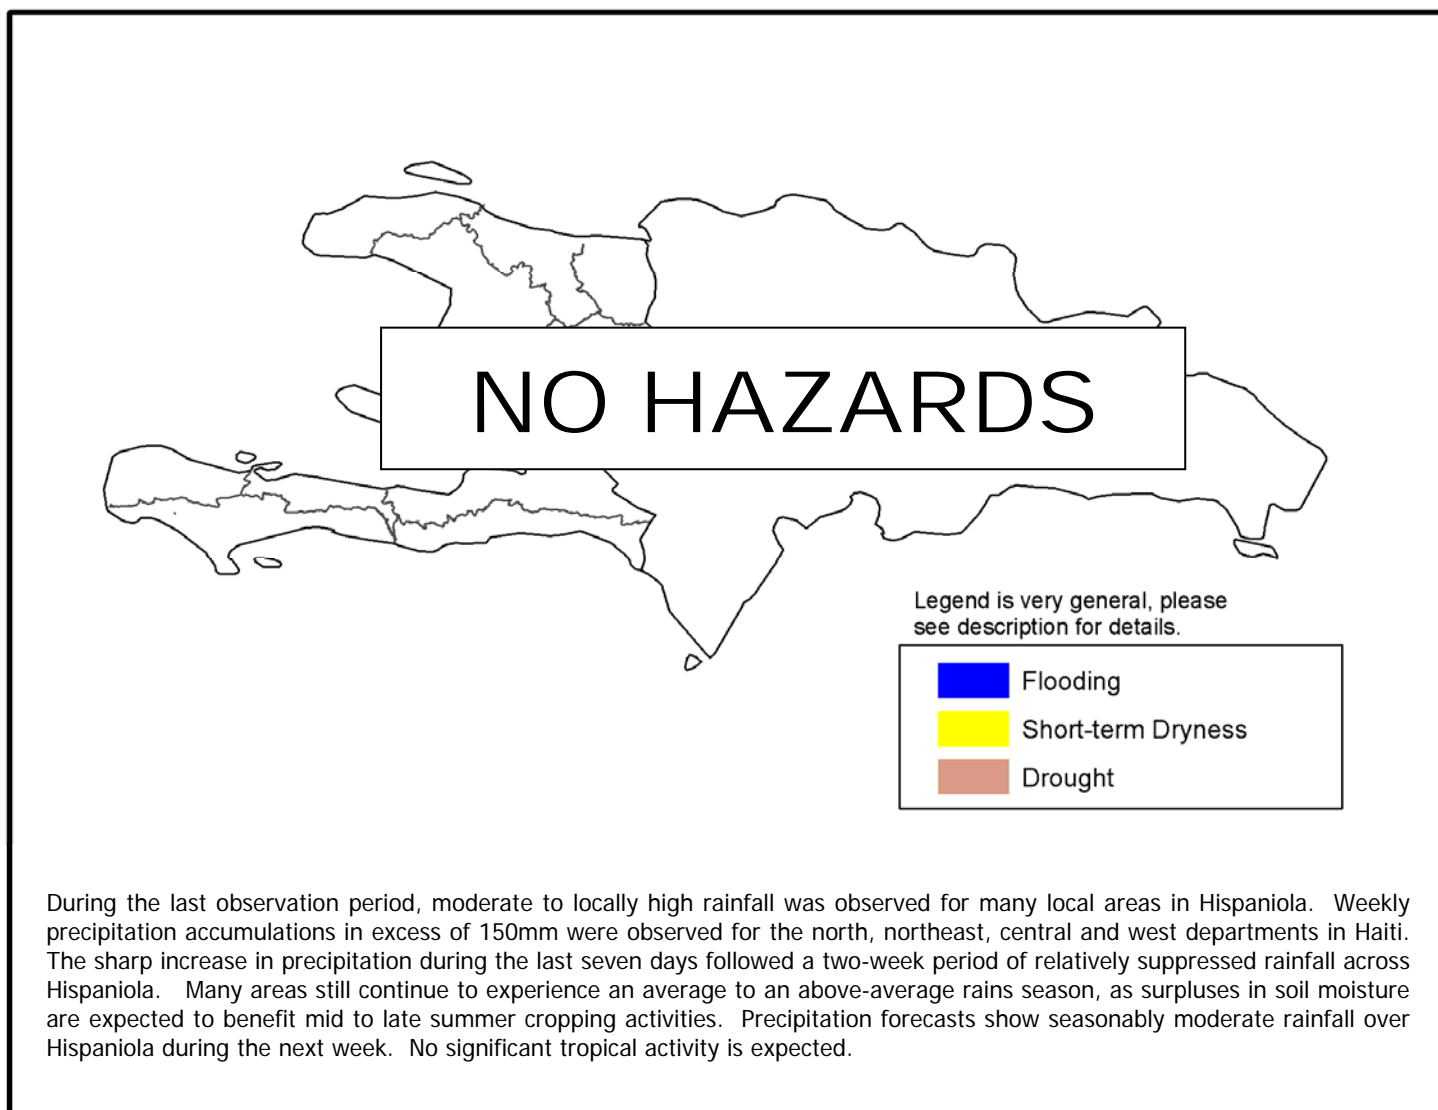 NO HAZARDS
Legend is very general, please
see description for details.
Flooding
Short-term Dryness
Drought
During the last observation period, moderate to locally high rainfall was observed for many local areas in Hispaniola. Weekly
precipitation accumulations in excess of 150mm were observed for the north, northeast, central and west departments in Haiti.
The sharp increase in precipitation during the last seven days followed a two-week period of relatively suppressed rainfall across
Hispaniola. Many areas still continue to experience an average to an above-average rains season, as surpluses in soil moisture
are expected to benefit mid to late summer cropping activities. Precipitation forecasts show seasonably moderate rainfall over
Hispaniola during the next week. No significant tropical activity is expected.